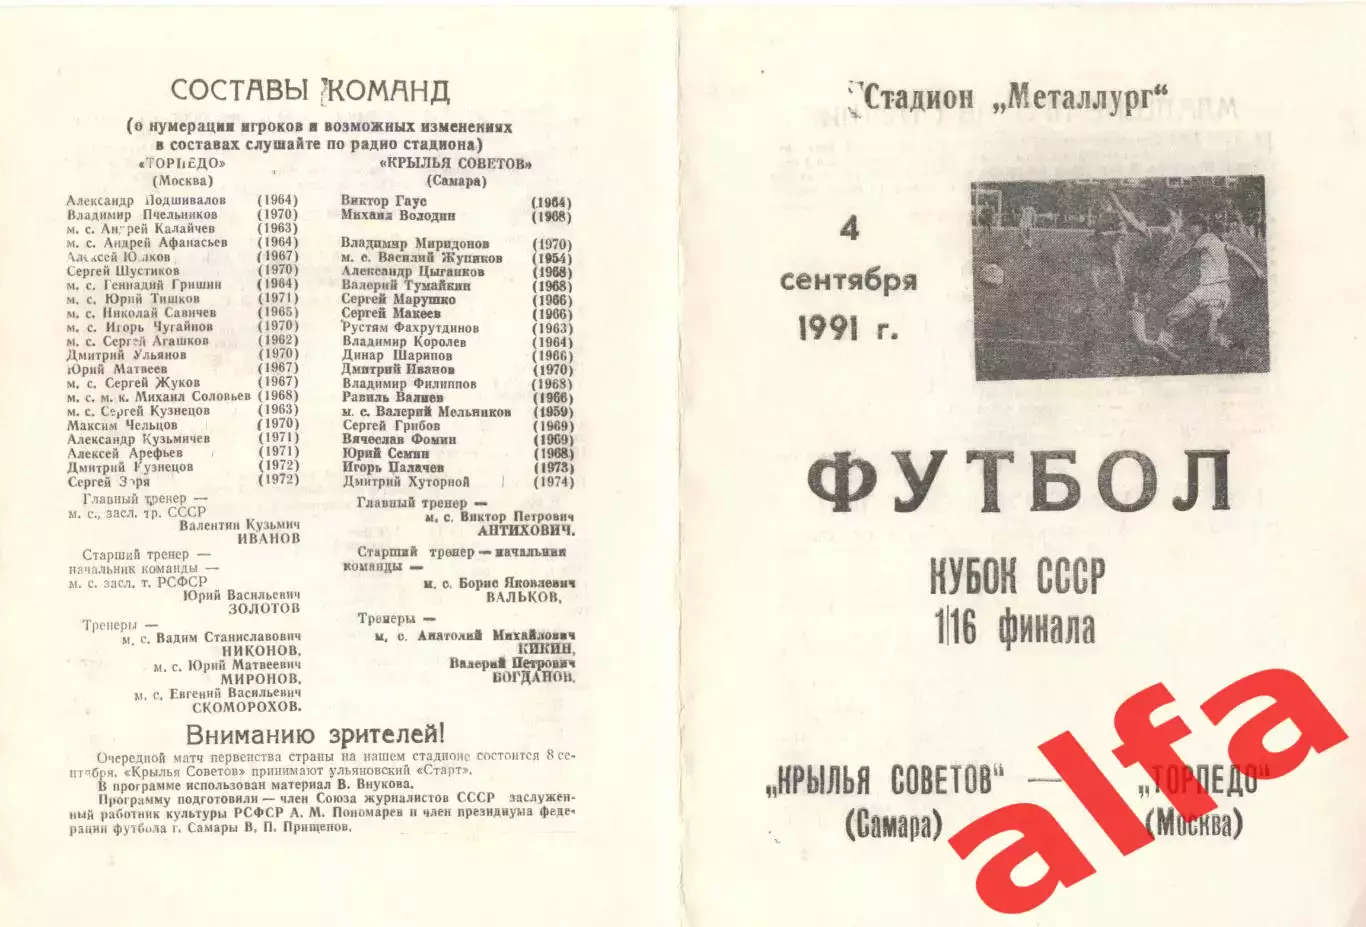 СОСТАВЫ КОМАНД
(о нумерации игроков и возможных изменениях
в составах слушайте по радио стадиона)
«ТОРПЕДО»
(Москва)
Александр Подшивалов (1964)
Владимир Пчельников (1970)
м. с. Андрей Калайчев (1963)
м. с. Андрей Афанасьев (1964)
Алексей Юшков (1967)
Сергей Шустиков (1970)
м. с. Геннадий Гришин (1964)
м. с. Юрий Тишков (1971)
м. с. Николай Савичев (1965)
м. с. Игорь Чугайнов (1970)
м. с. Сергей Агашков (1962)
Дмитрий Ульянов (1970)
Юрий Матвеев (1967)
м. с. Сергей Жуков (1967)
м. с. м. к. Михаил Соловьев (1968)
м. с. Сергей Кузнецов (1963)
Максим Чельцов (1970)
Александр Кузьмичев (1971)
Алексей Арефьев (1971)
Дмитрий Кузнецов (1972)
Сергей Заря (1972)
Главный тренер —
м. с., засл. тр. СССР
Валентин Кузьмич
ИВАНОВ
Старший тренер —
начальник команды —
м. с. засл. т. РСФСР
Юрий Васильевич
ЗОЛОТОВ
Тренеры —
м. с. Вадим Станиславович
НИКОНОВ,
м. с. Юрий Матвеевич
МИРОНОВ,
м. с. Евгений Васильевич
СКОМОРОХОВ.
«КРЫЛЬЯ СОВЕТОВ»
(Самара)
Виктор Гаус (1964)
Михаил Володин (1968)
Владимир Миридонов (1970)
м. с. Василий Жупиков (1954)
Александр Цыганков (1968)
Валерий Тумайкин (1968)
Сергей Марушко (1966)
Сергей Макеев (1966)
Рустям Фахрутдинов (1963)
Владимир Королев (1964)
Динар Шарипов (1966)
Дмитрий Иванов (1970)
Владимир Филиппов (1968)
Равиль Валиев (1966)
м. с. Валерий Мельников (1959)
Сергей Грибов (1969)
Вячеслав Фомин (1969)
Юрий Семин (1968)
Игорь Палачев (1973)
Дмитрий Хуторной (1974)
Главный тренер —
м. с. Виктор Петрович
АНТИХОВИЧ.
Старший тренер — начальник
команды —
м. с. Борис Яковлевич
ВАЛЬКОВ,
Тренеры —
м. с. Анатолий Михайлович
КИКИН,
Валерий Петрович
БОГДАНОВ.
Вниманию зрителей!
Очередной матч первенства страны на нашем стадионе состоится 8 се-
нтября. «Крылья Советов» принимают ульяновский «Старт».
В программе использован материал В. Внукова.
Программу подготовили — член Союза журналистов СССР заслужен-
ный работник культуры РСФСР А. М. Пономарев и член президиума феде-
рации футбола г. Самары В. П. Прищепов.
Стадион „Металлург“
4
сентября
1991 г.
ФУТБОЛ
КУБОК СССР
1/16 финала
„КРЫЛЬЯ СОВЕТОВ“ — „ТОРПЕДО“
(Самара) (Москва)
alfa